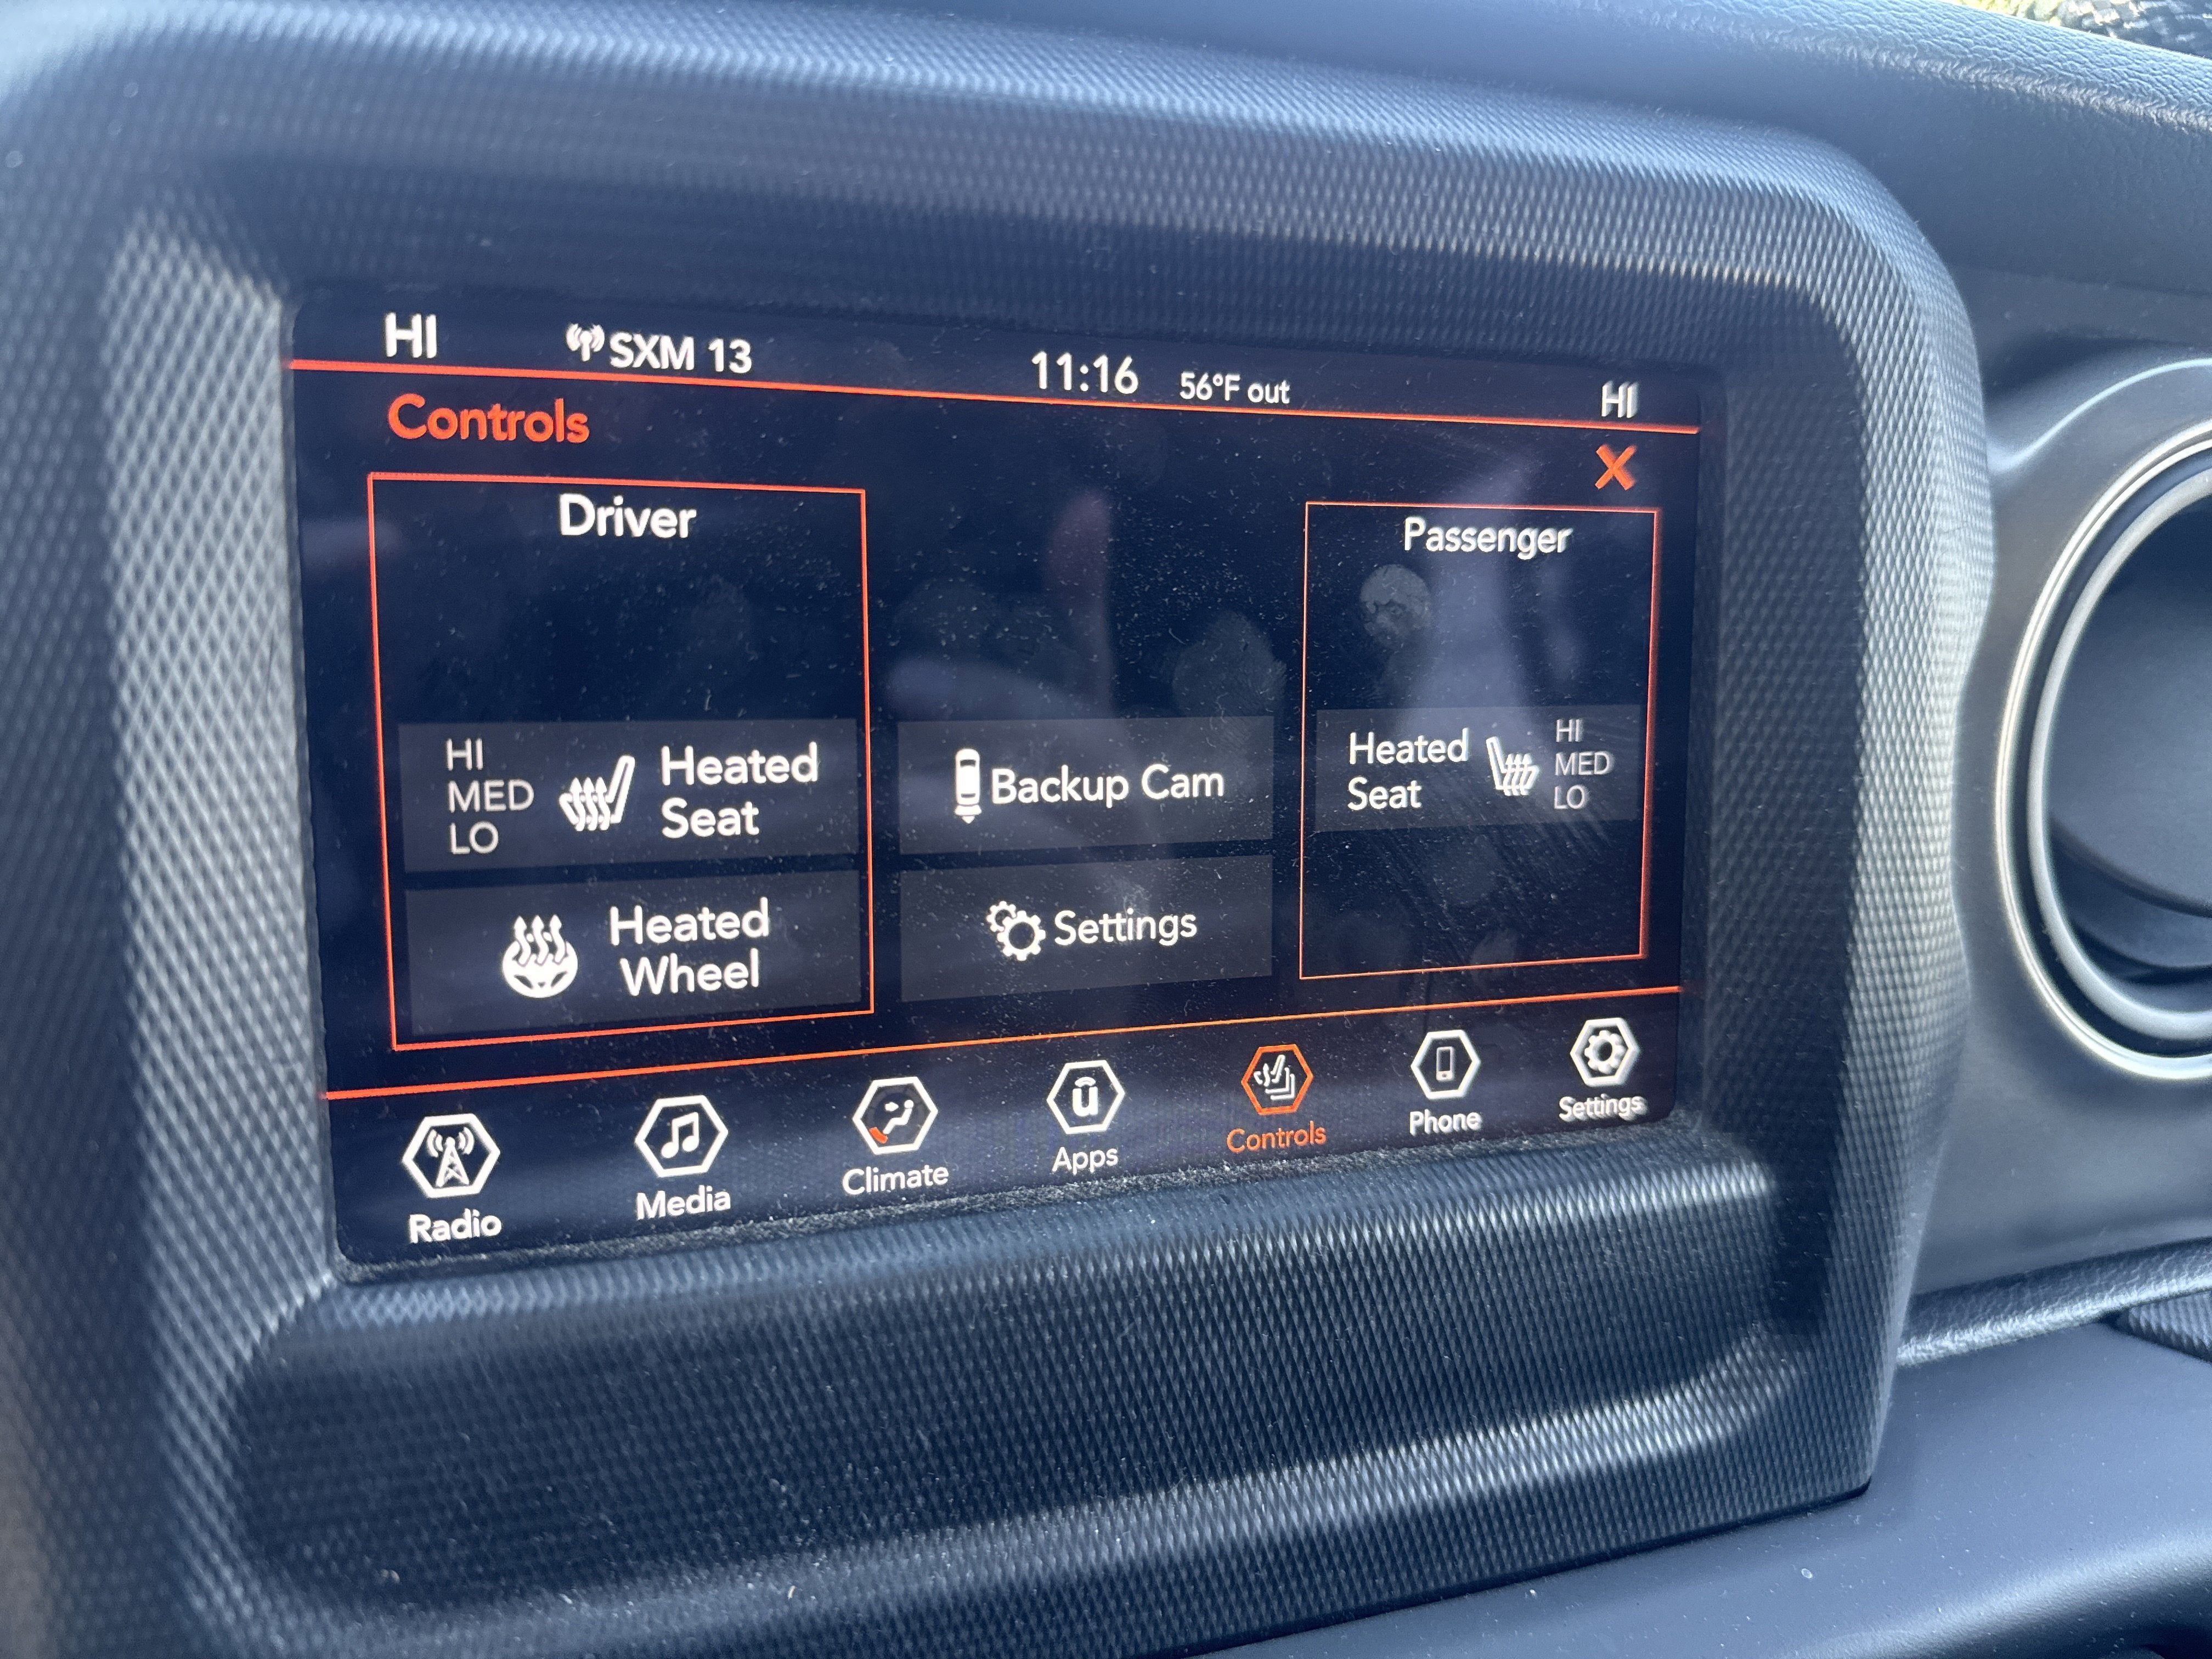 HI SXM 13 11:16 56°F out HI
Controls
Driver
HI
MED
LO
Heated
Seat
Heated
Wheel
Backup Cam
Settings
Passenger
Heated
Seat
HI
MED
LO
Radio
Media
Climate
ū
Apps
Controls
Phone
Settings